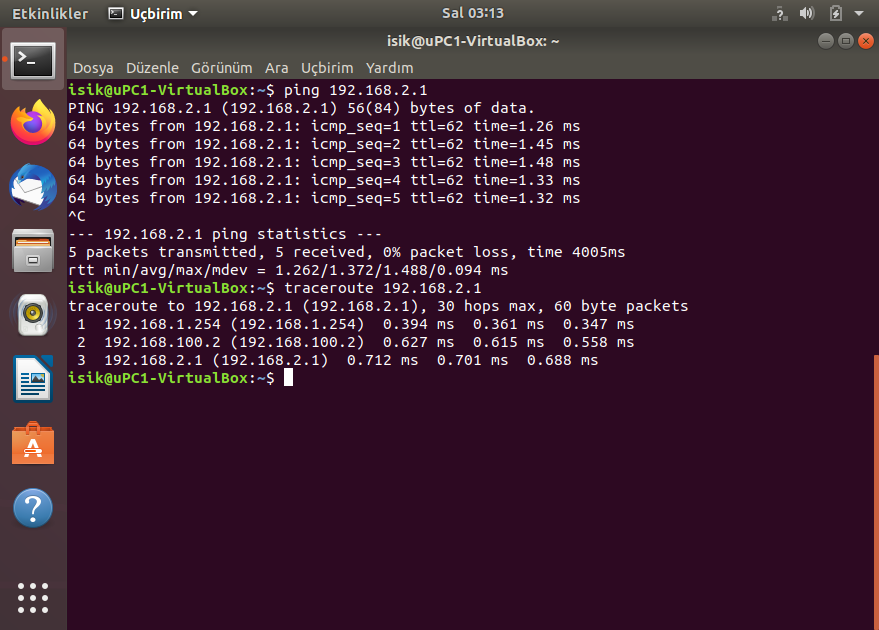 Etkinlikler Uçbirim Sal 03:13
isik@uPC1-VirtualBox: ~
Dosya Düzenle Görünüm Ara Uçbirim Yardım
isik@uPC1-VirtualBox:~$ ping 192.168.2.1
PING 192.168.2.1 (192.168.2.1) 56(84) bytes of data.
64 bytes from 192.168.2.1: icmp_seq=1 ttl=62 time=1.26 ms
64 bytes from 192.168.2.1: icmp_seq=2 ttl=62 time=1.45 ms
64 bytes from 192.168.2.1: icmp_seq=3 ttl=62 time=1.48 ms
64 bytes from 192.168.2.1: icmp_seq=4 ttl=62 time=1.33 ms
64 bytes from 192.168.2.1: icmp_seq=5 ttl=62 time=1.32 ms
^C
--- 192.168.2.1 ping statistics ---
5 packets transmitted, 5 received, 0% packet loss, time 4005ms
rtt min/avg/max/mdev = 1.262/1.372/1.488/0.094 ms
isik@uPC1-VirtualBox:~$ traceroute 192.168.2.1
traceroute to 192.168.2.1 (192.168.2.1), 30 hops max, 60 byte packets
 1  192.168.1.254 (192.168.1.254)  0.394 ms  0.361 ms  0.347 ms
 2  192.168.100.2 (192.168.100.2)  0.627 ms  0.615 ms  0.558 ms
 3  192.168.2.1 (192.168.2.1)  0.712 ms  0.701 ms  0.688 ms
isik@uPC1-VirtualBox:~$